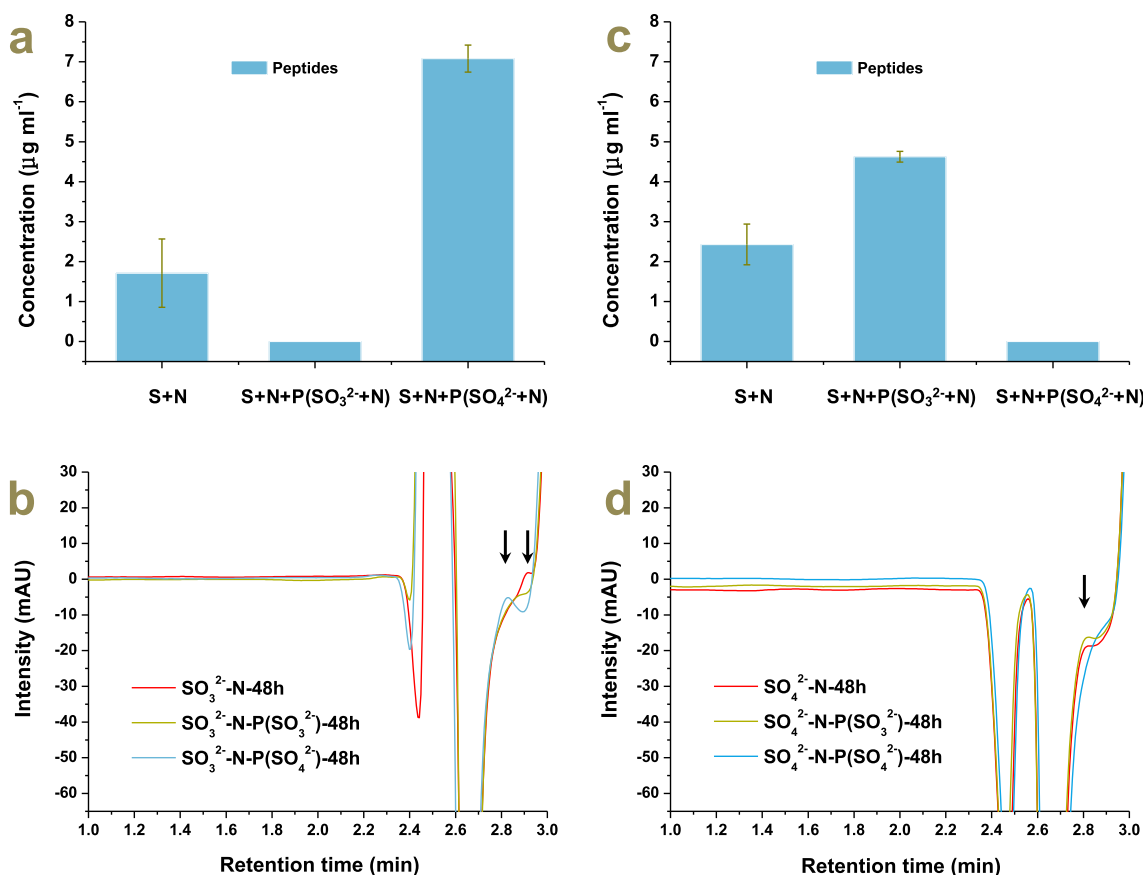 a
8
7
6
5
4
3
2
1
0
Concentration (μg ml⁻¹)
Peptides
S+N
S+N+P(SO₃²⁻+N)
S+N+P(SO₄²⁻+N)
c
8
7
6
5
4
3
2
1
0
Concentration (μg ml⁻¹)
Peptides
S+N
S+N+P(SO₃²⁻+N)
S+N+P(SO₄²⁻+N)
b
30
20
10
0
-10
-20
-30
-40
-50
-60
Intensity (mAU)
SO₃²⁻-N-48h
SO₃²⁻-N-P(SO₃²⁻)-48h
SO₃²⁻-N-P(SO₄²⁻)-48h
1.0 1.2 1.4 1.6 1.8 2.0 2.2 2.4 2.6 2.8 3.0
Retention time (min)
d
30
20
10
0
-10
-20
-30
-40
-50
-60
Intensity (mAU)
SO₄²⁻-N-48h
SO₄²⁻-N-P(SO₃²⁻)-48h
SO₄²⁻-N-P(SO₄²⁻)-48h
1.0 1.2 1.4 1.6 1.8 2.0 2.2 2.4 2.6 2.8 3.0
Retention time (min)